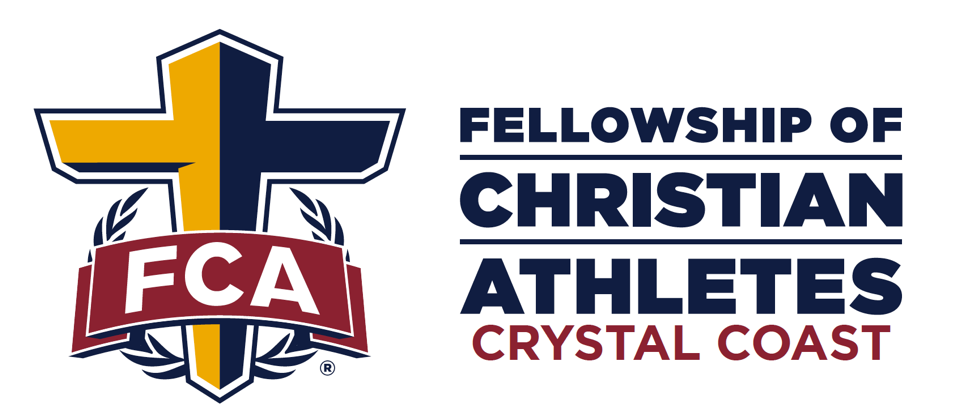 FCA
®
FELLOWSHIP OF
CHRISTIAN
ATHLETES
CRYSTAL COAST